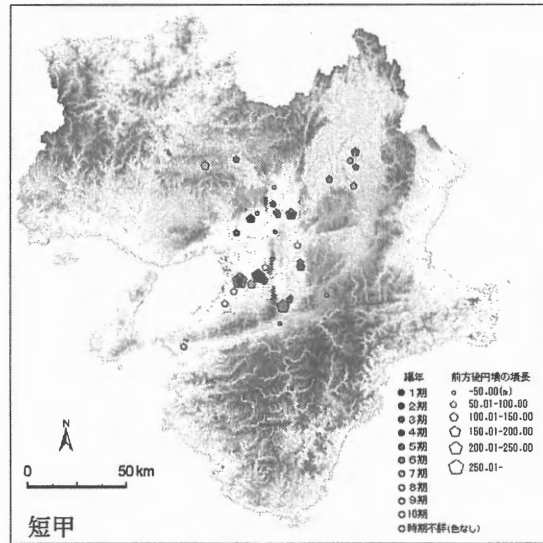 編年
1期
2期
3期
4期
5期
6期
7期
8期
9期
10期
時期不詳(色なし)
前方後円墳の墳長
-50.00(m)
50.01-100.00
100.01-150.00
150.01-200.00
200.01-250.00
250.01-
N
0 50km
短甲